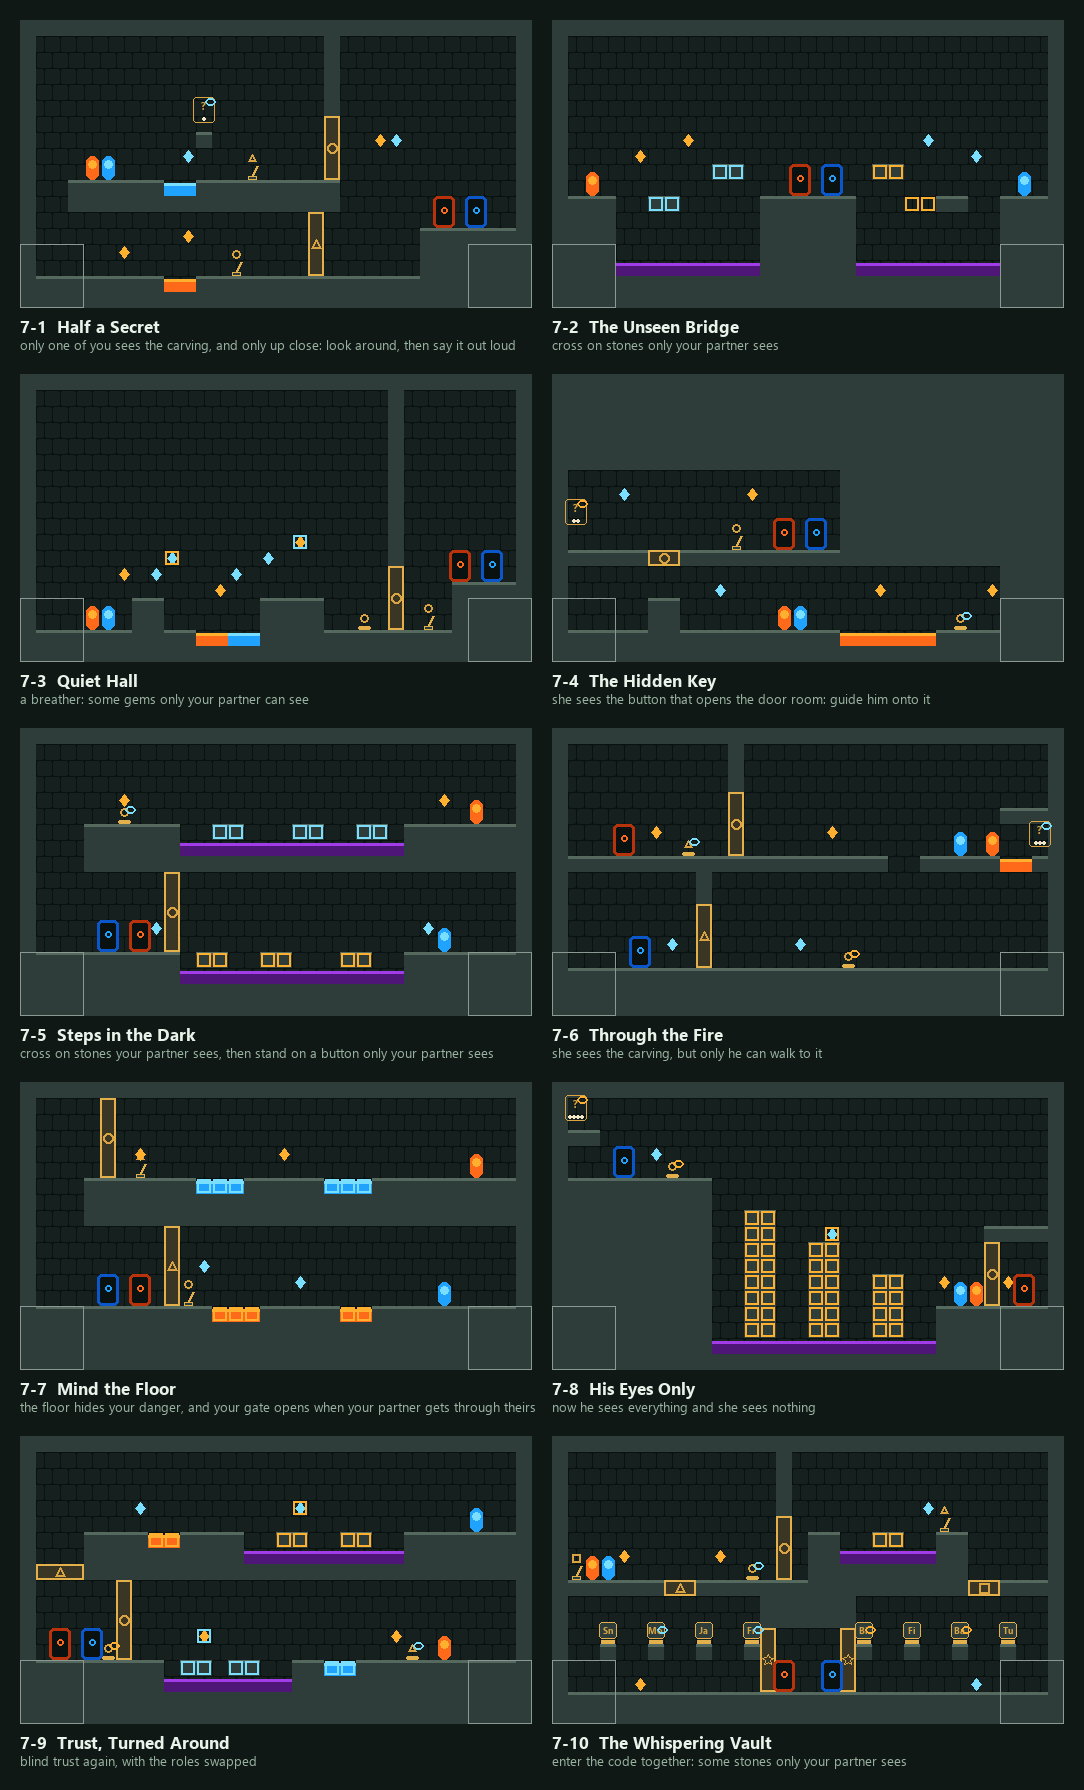 ?
7-1 Half a Secret
only one of you sees the carving, and only up close: look around, then say it out loud
7-2 The Unseen Bridge
cross on stones only your partner sees
7-3 Quiet Hall
a breather: some gems only your partner can see
?
7-4 The Hidden Key
she sees the button that opens the door room: guide him onto it
7-5 Steps in the Dark
cross on stones your partner sees, then stand on a button only your partner sees
?
7-6 Through the Fire
she sees the carving, but only he can walk to it
7-7 Mind the Floor
the floor hides your danger, and your gate opens when your partner gets through theirs
?
7-8 His Eyes Only
now he sees everything and she sees nothing
7-9 Trust, Turned Around
blind trust again, with the roles swapped
Sn Ja Fi Tu
7-10 The Whispering Vault
enter the code together: some stones only your partner sees